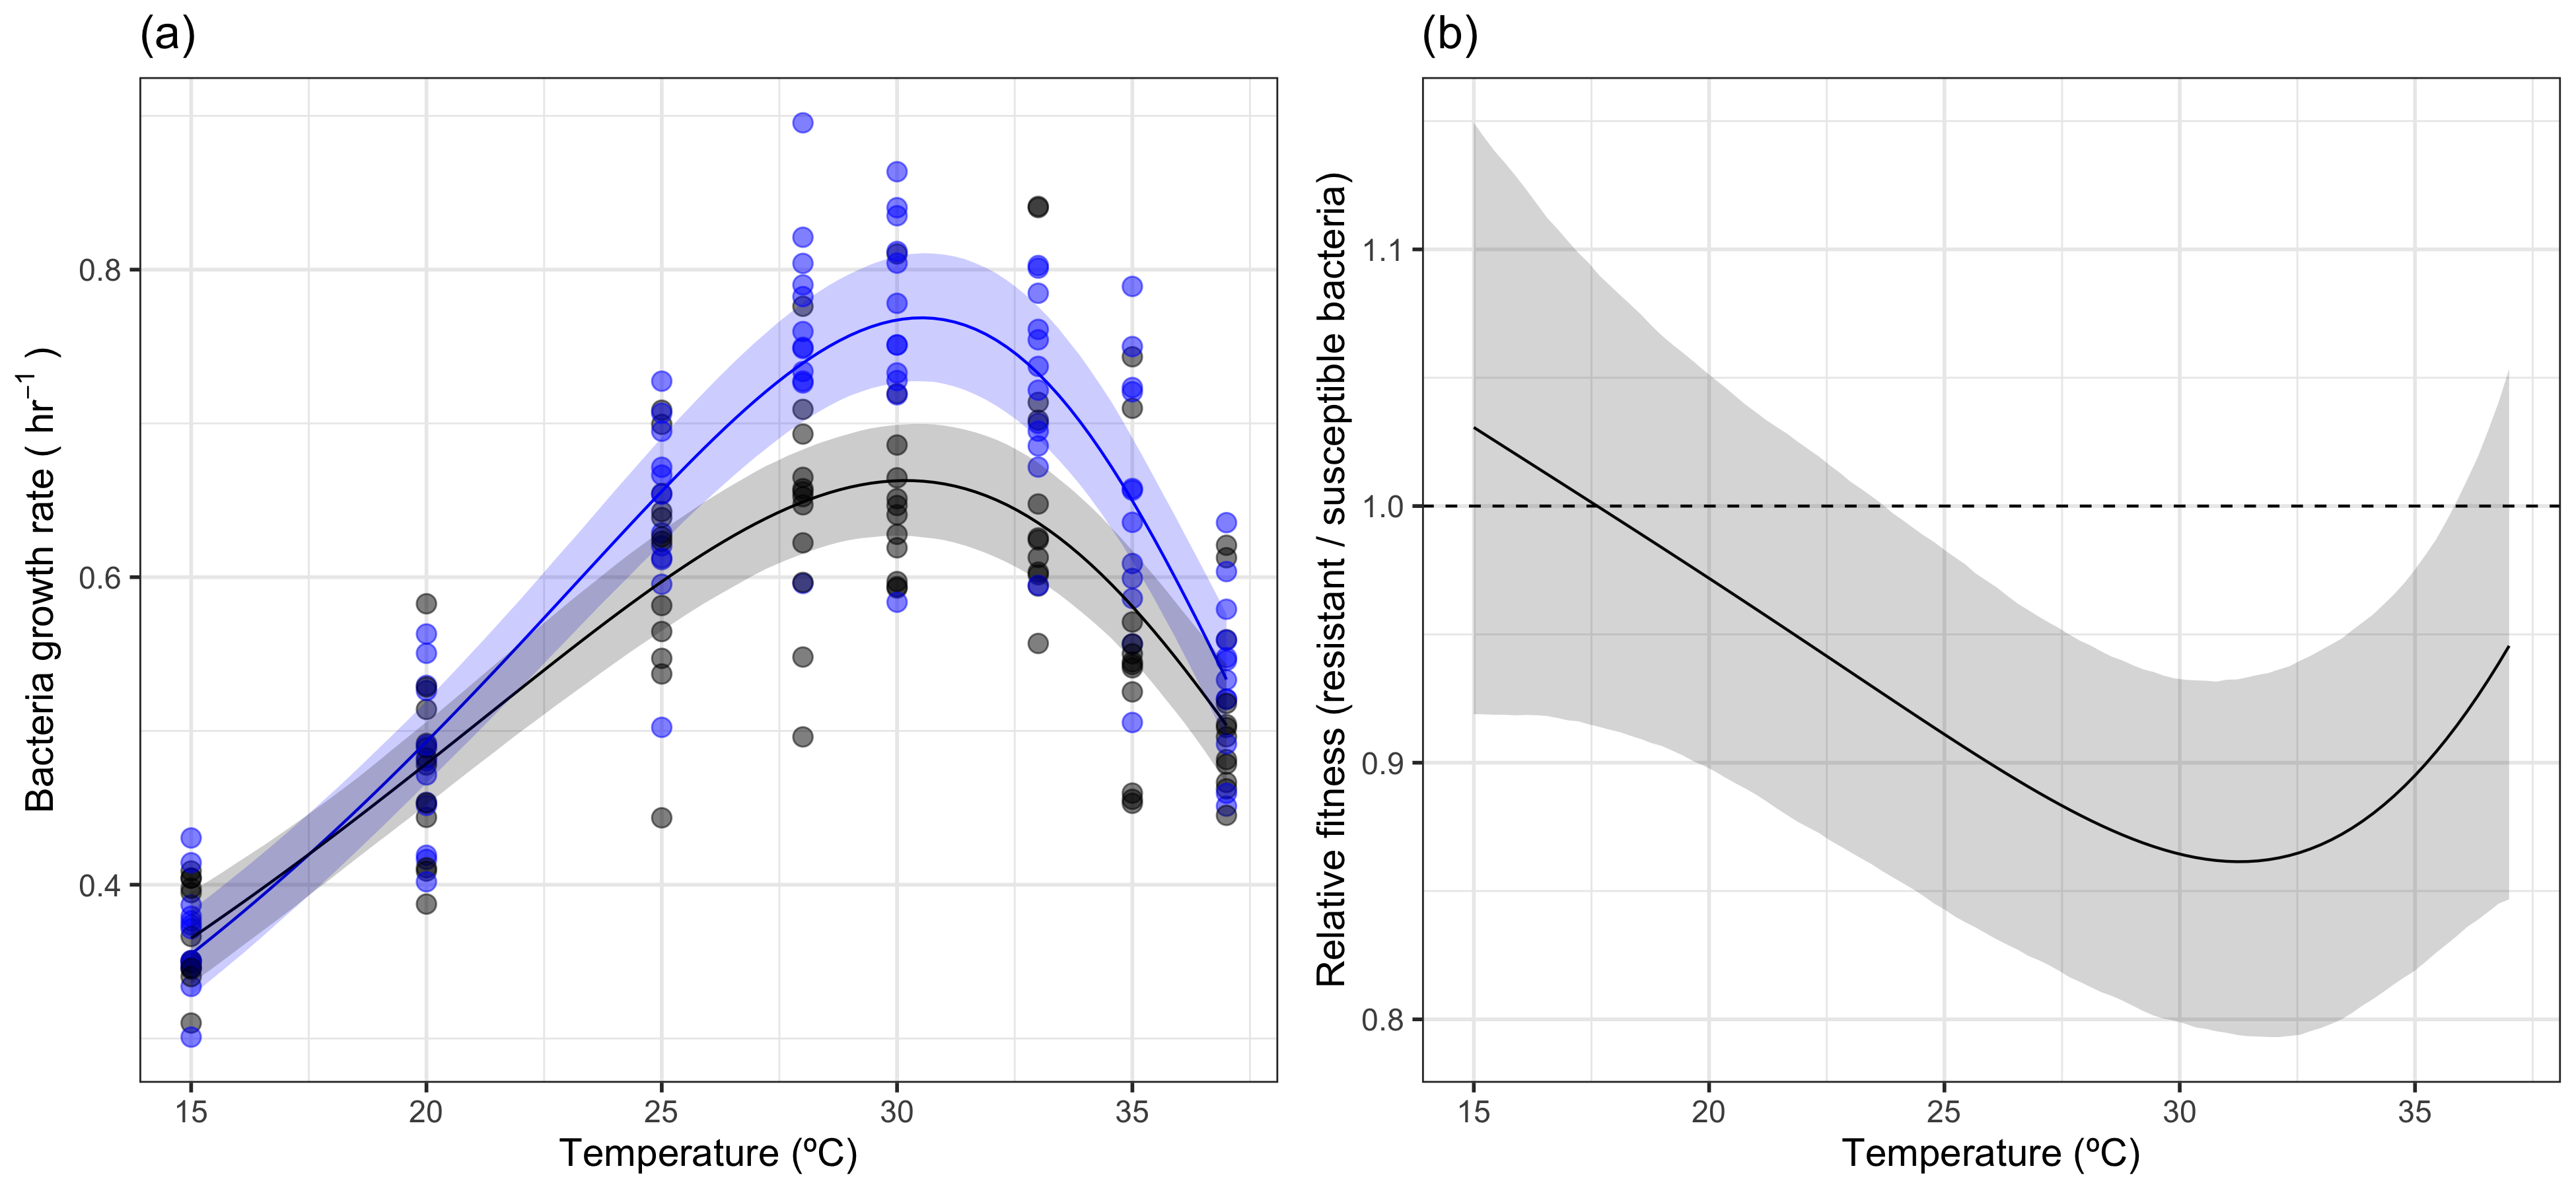 (a)
Bacteria growth rate ( hr⁻¹ )
0.8
0.6
0.4
15 20 25 30 35
Temperature (ºC)
(b)
Relative fitness (resistant / susceptible bacteria)
1.1
1.0
0.9
0.8
15 20 25 30 35
Temperature (ºC)